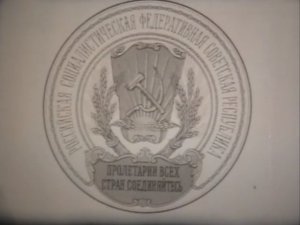 РОССИЙСКАЯ СОЦИАЛИСТИЧЕСКАЯ ФЕДЕРАТИВНАЯ СОВЕТСКАЯ РЕСПУБЛИКА
ПРОЛЕТАРИИ ВСЕХ
СТРАН СОЕДИНЯЙТЕСЬ